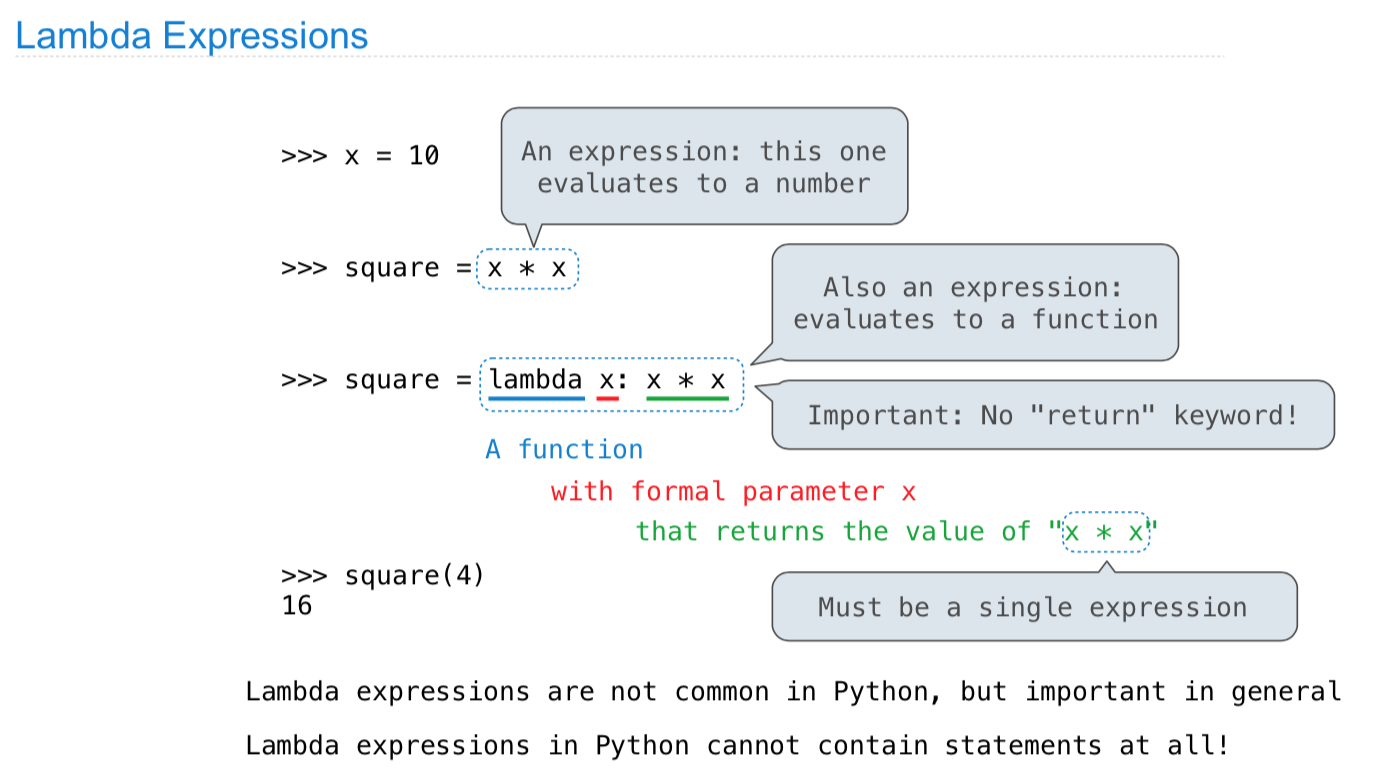 Lambda Expressions
>>> x = 10
An expression: this one
evaluates to a number
>>> square = x * x
Also an expression:
evaluates to a function
>>> square = lambda x: x * x
Important: No "return" keyword!
A function
with formal parameter x
that returns the value of "x * x"
>>> square(4)
16
Must be a single expression
Lambda expressions are not common in Python, but important in general
Lambda expressions in Python cannot contain statements at all!